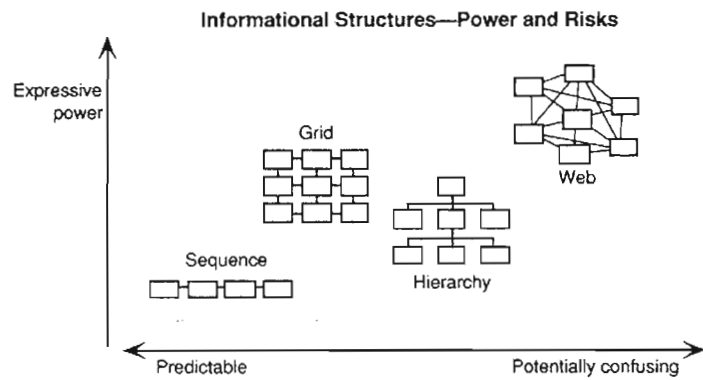 Informational Structures—Power and Risks
Expressive
power
Grid
Web
Sequence
Hierarchy
Predictable
Potentially confusing